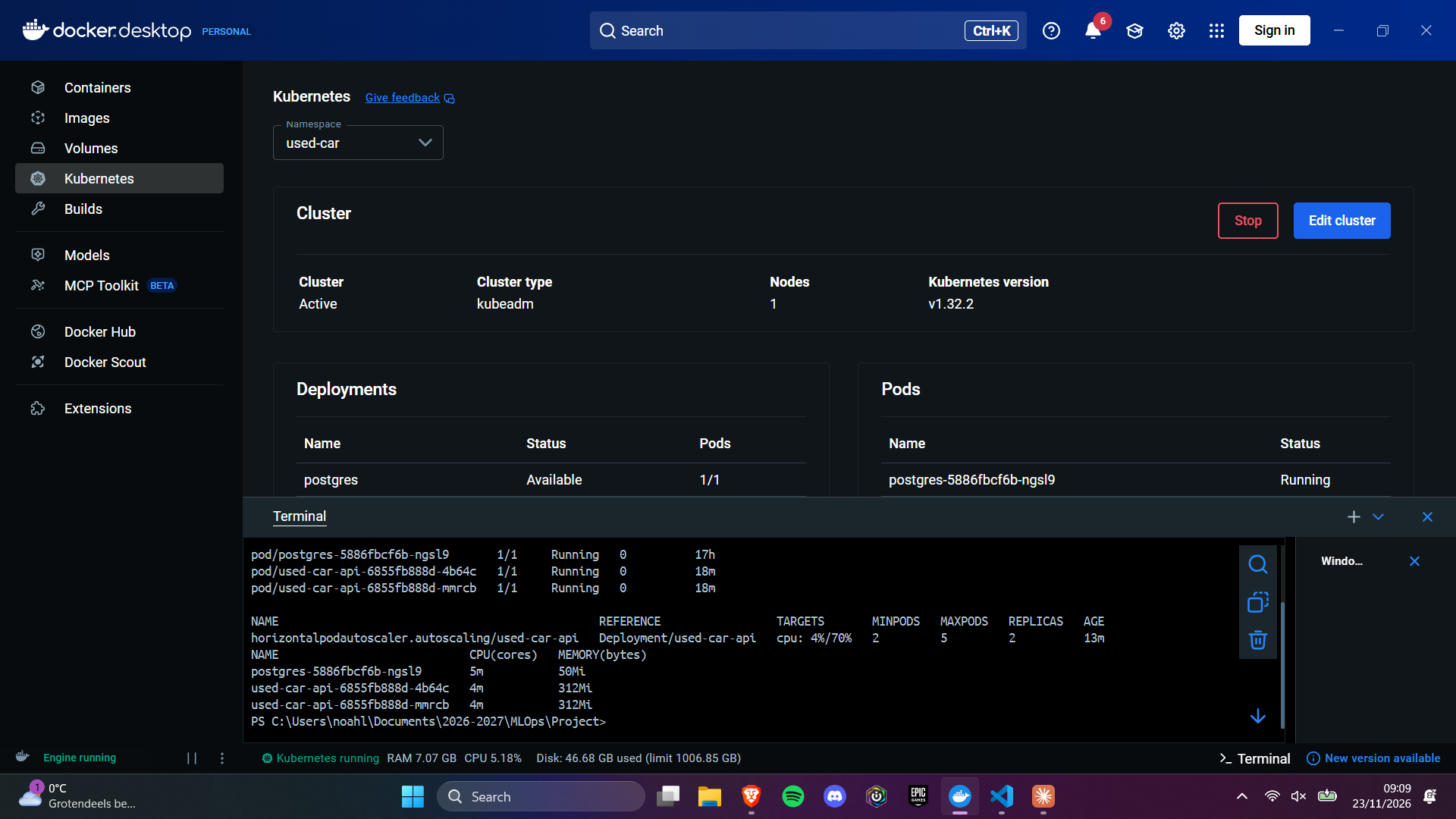 docker.desktop PERSONAL
Search Ctrl+K
6
Sign in
Containers
Images
Volumes
Kubernetes
Builds
Models
MCP Toolkit BETA
Docker Hub
Docker Scout
Extensions
Kubernetes Give feedback
Namespace
used-car
Cluster
Stop Edit cluster
Cluster Cluster type Nodes Kubernetes version
Active kubeadm 1 v1.32.2
Deployments
Name Status Pods
postgres Available 1/1
Pods
Name Status
postgres-5886fbcf6b-ngsl9 Running
Terminal
Windo...
pod/postgres-5886fbcf6b-ngsl9 1/1 Running 0 17h
pod/used-car-api-6855fb888d-4b64c 1/1 Running 0 18m
pod/used-car-api-6855fb888d-mmrcb 1/1 Running 0 18m
NAME REFERENCE TARGETS MINPODS MAXPODS REPLICAS AGE
horizontalpodautoscaler.autoscaling/used-car-api Deployment/used-car-api cpu: 4%/70% 2 5 2 13m
NAME CPU(cores) MEMORY(bytes)
postgres-5886fbcf6b-ngsl9 5m 50Mi
used-car-api-6855fb888d-4b64c 4m 312Mi
used-car-api-6855fb888d-mmrcb 4m 312Mi
PS C:\Users\noahl\Documents\2026-2027\MLOps\Project>
Engine running
Kubernetes running RAM 7.07 GB CPU 5.18% Disk: 46.68 GB used (limit 1006.85 GB)
Terminal New version available
1
0°C
Grotendeels be...
Search
EPIC GAMES
09:09
23/11/2026